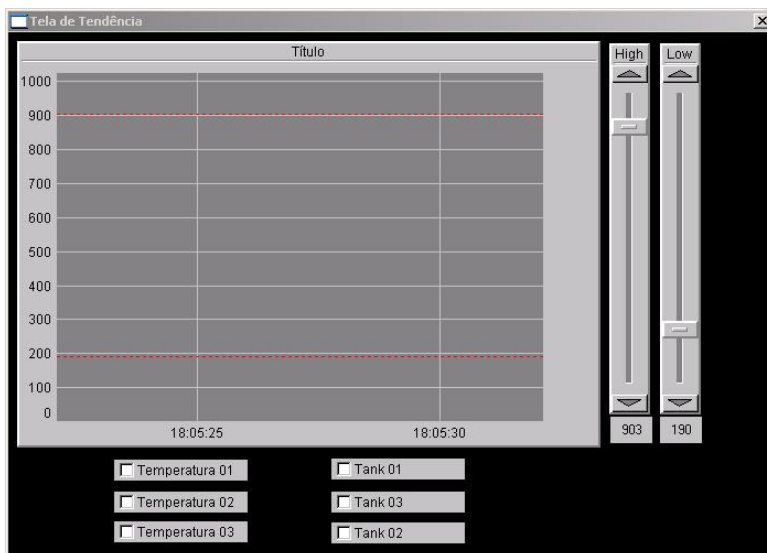 Tela de Tendência
Título
High
Low
1000
900
800
700
600
500
400
300
200
100
0
18:05:25
18:05:30
903
190
Temperatura 01
Tank 01
Temperatura 02
Tank 03
Temperatura 03
Tank 02